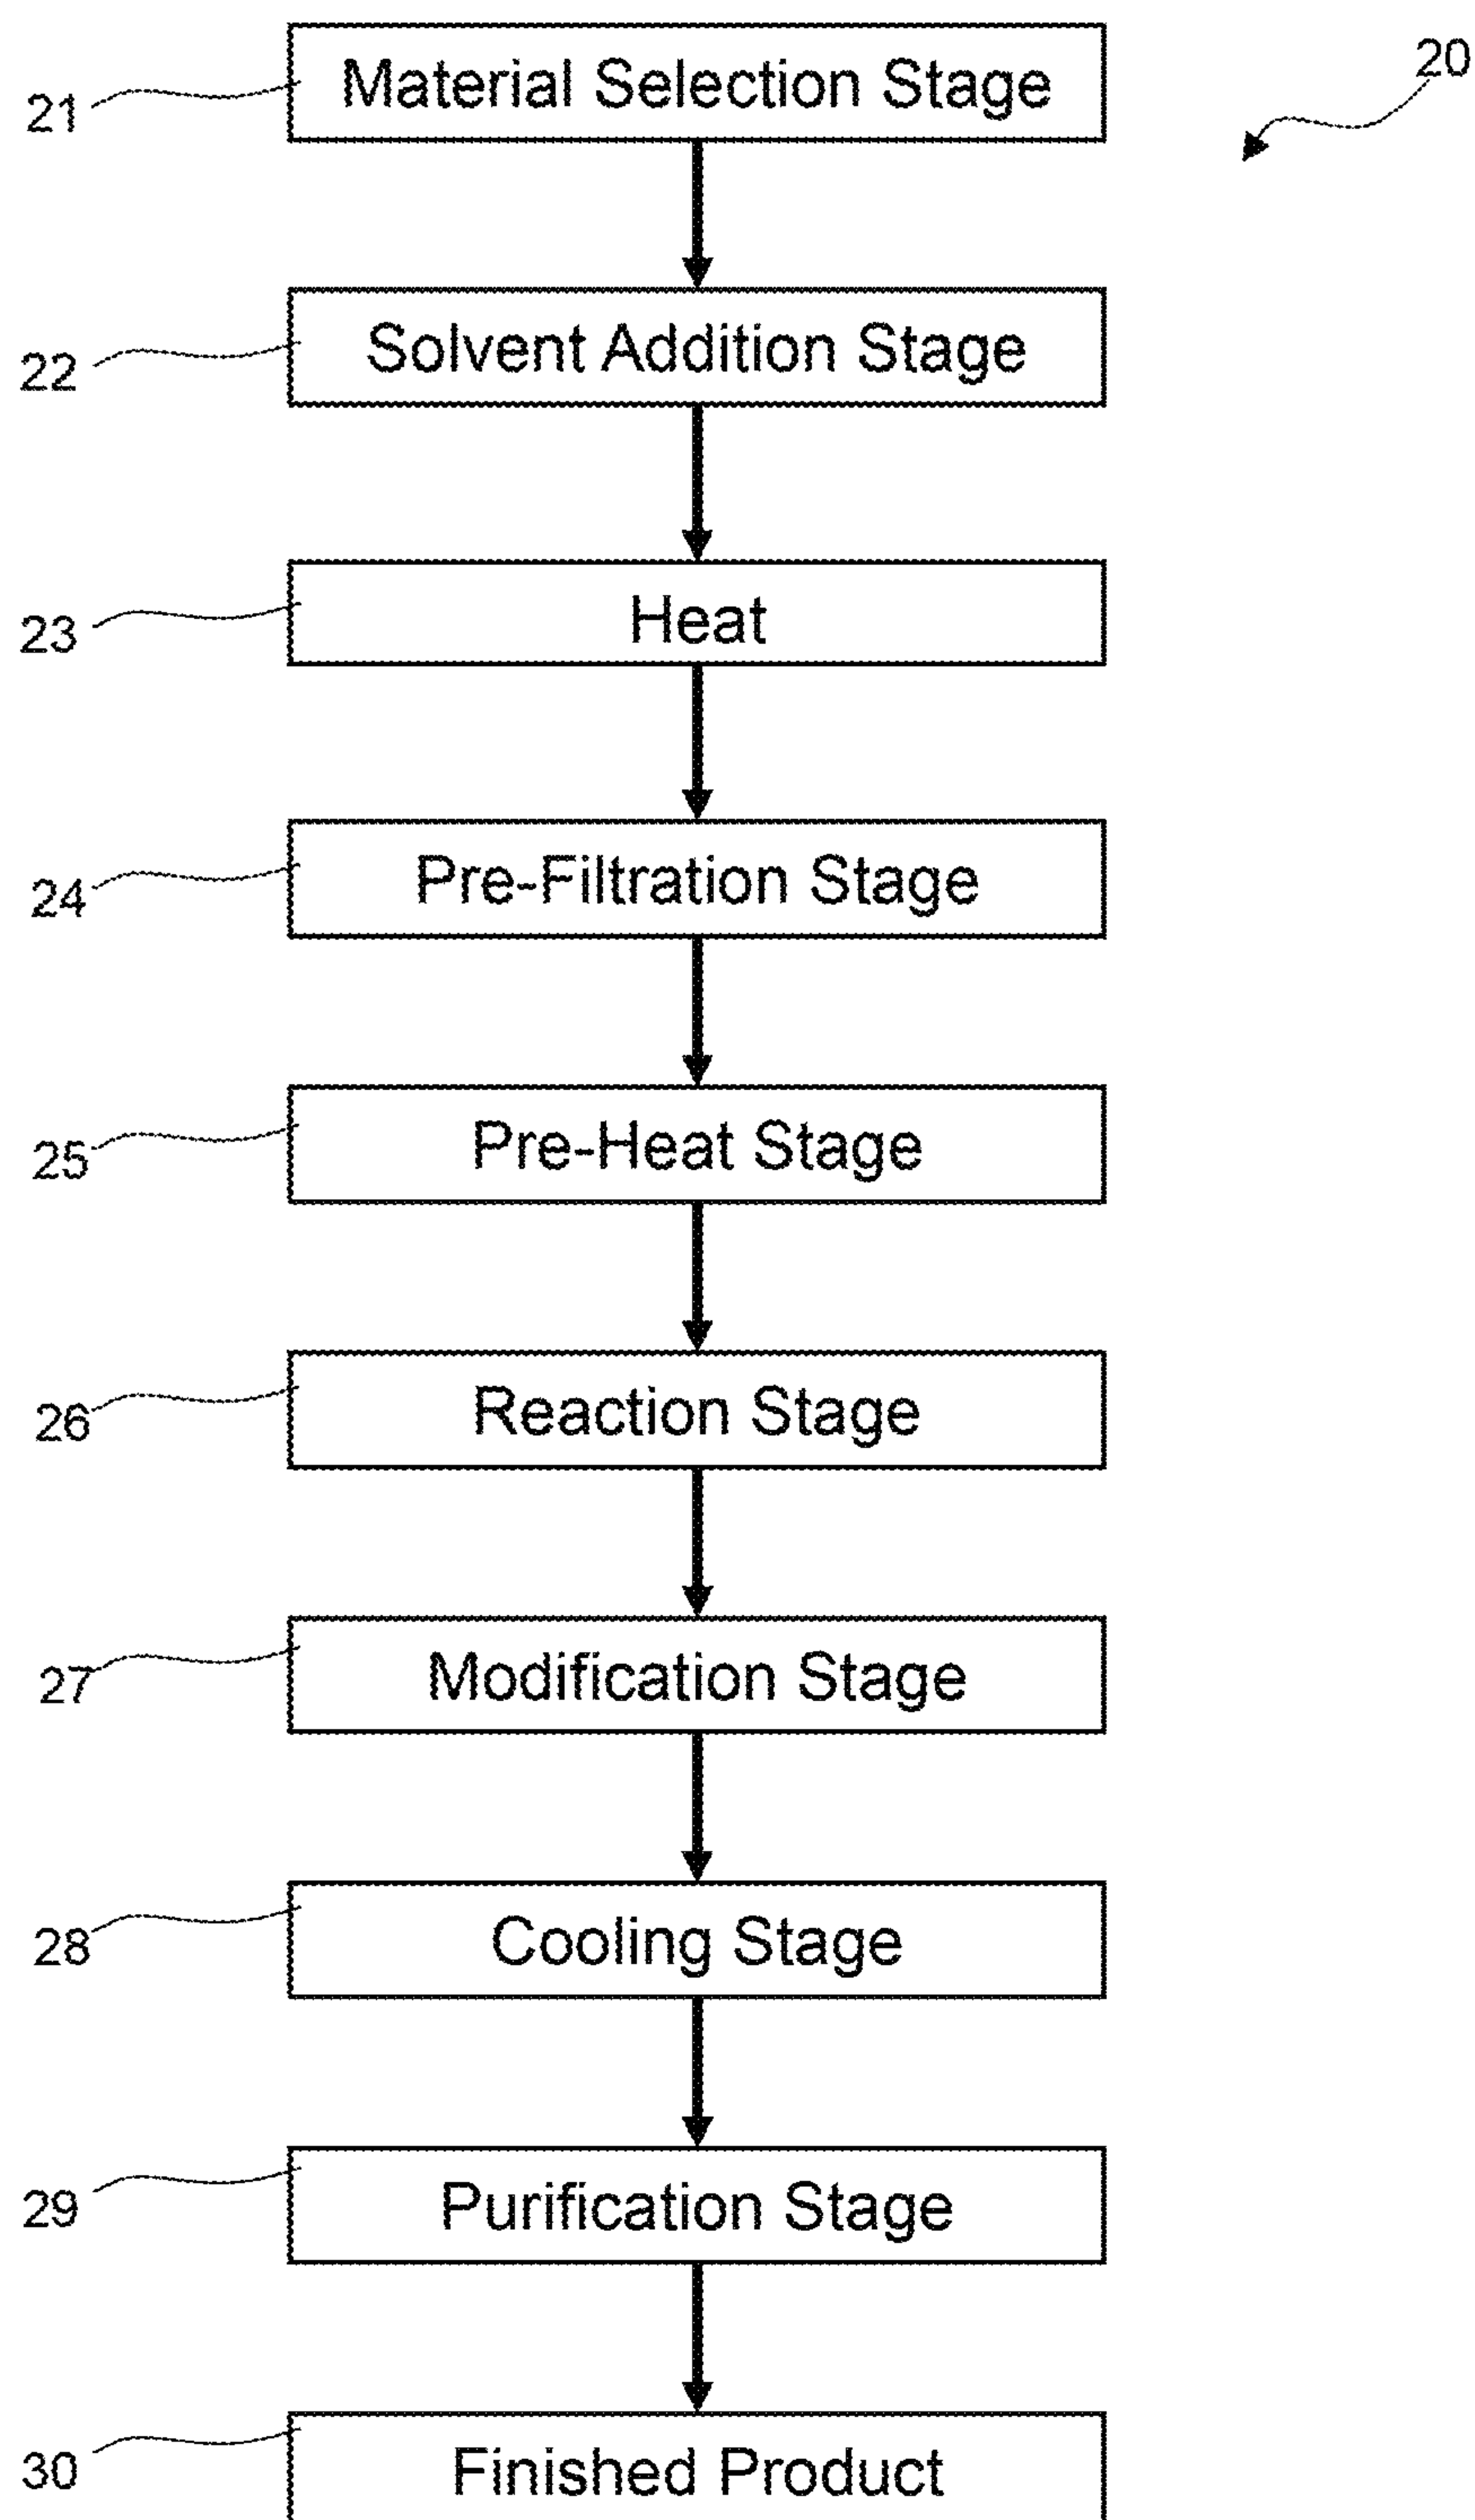 20
21 Material Selection Stage
22 Solvent Addition Stage
23 Heat
24 Pre-Filtration Stage
25 Pre-Heat Stage
26 Reaction Stage
27 Modification Stage
28 Cooling Stage
29 Purification Stage
30 Finished Product